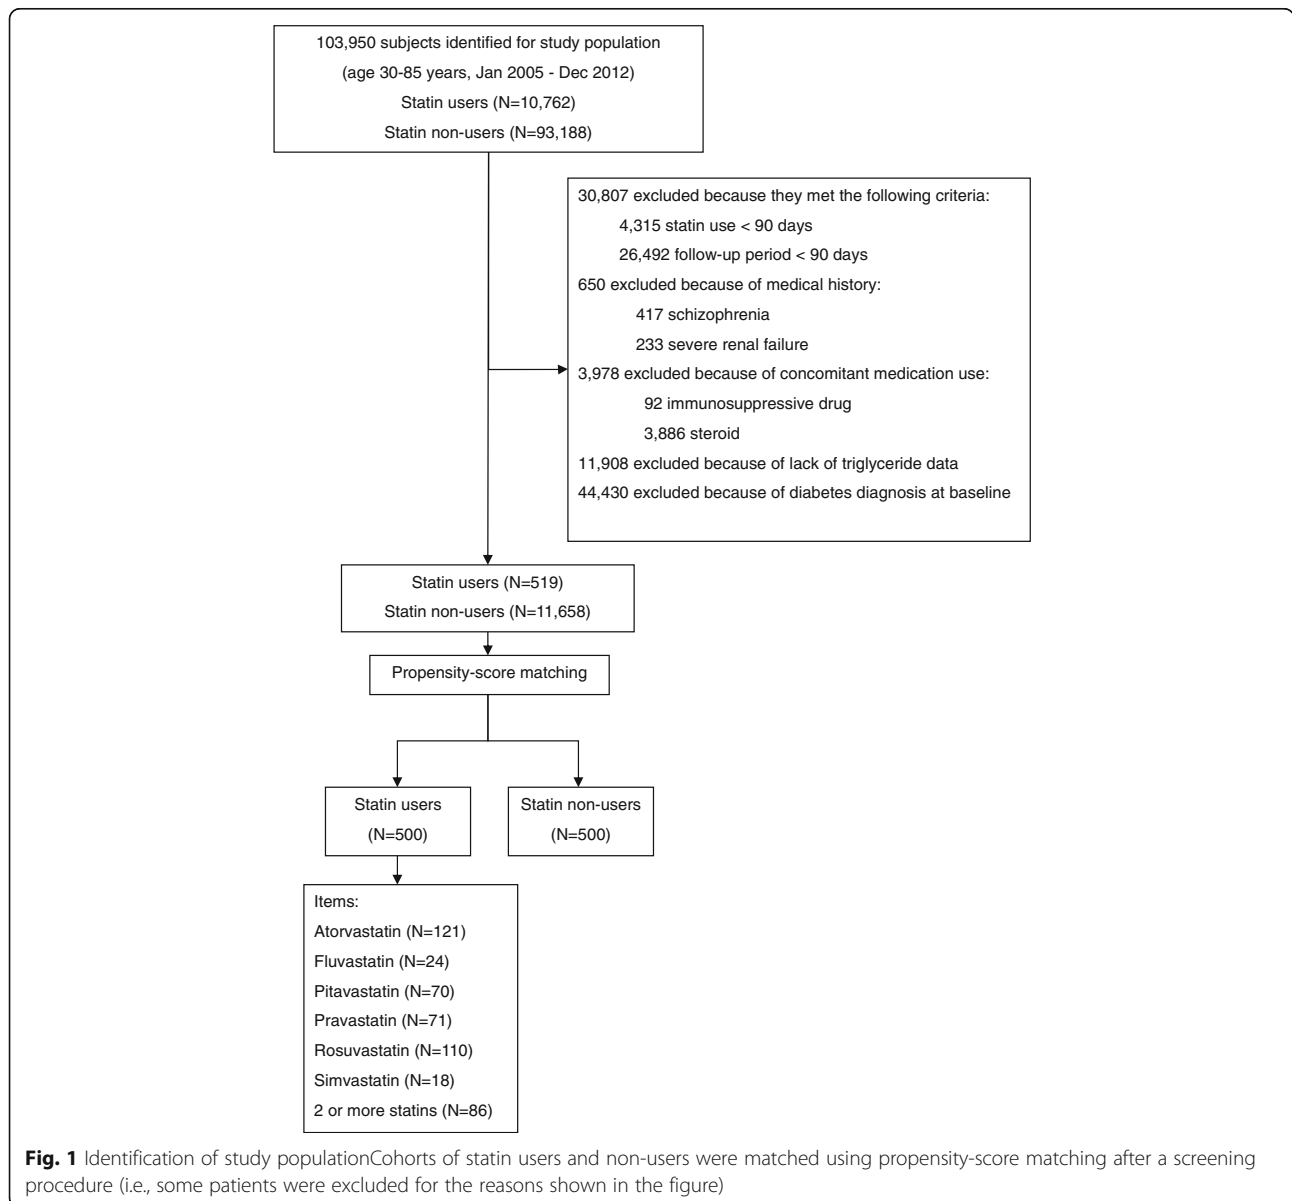 103,950 subjects identified for study population
(age 30-85 years, Jan 2005 - Dec 2012)
Statin users (N=10,762)
Statin non-users (N=93,188)
30,807 excluded because they met the following criteria:
4,315 statin use < 90 days
26,492 follow-up period < 90 days
650 excluded because of medical history:
417 schizophrenia
233 severe renal failure
3,978 excluded because of concomitant medication use:
92 immunosuppressive drug
3,886 steroid
11,908 excluded because of lack of triglyceride data
44,430 excluded because of diabetes diagnosis at baseline
Statin users (N=519)
Statin non-users (N=11,658)
Propensity-score matching
Statin users
(N=500)
Statin non-users
(N=500)
Items:
Atorvastatin (N=121)
Fluvastatin (N=24)
Pitavastatin (N=70)
Pravastatin (N=71)
Rosuvastatin (N=110)
Simvastatin (N=18)
2 or more statins (N=86)
Fig. 1 Identification of study populationCohorts of statin users and non-users were matched using propensity-score matching after a screening
procedure (i.e., some patients were excluded for the reasons shown in the figure)